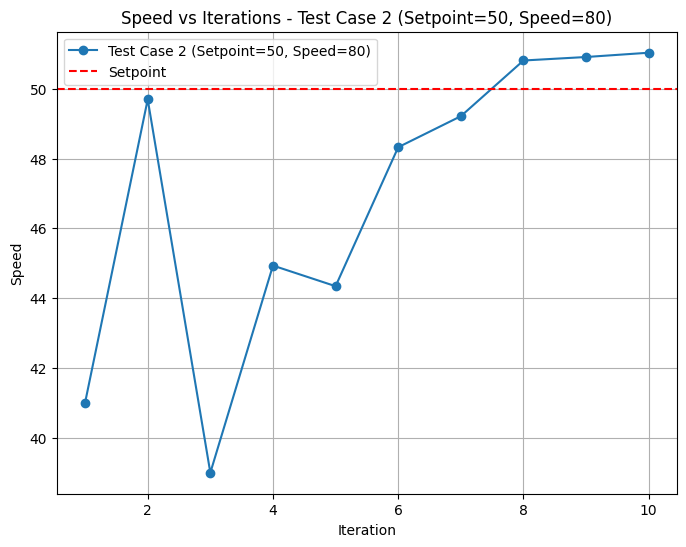 Speed vs Iterations - Test Case 2 (Setpoint=50, Speed=80)
Test Case 2 (Setpoint=50, Speed=80)
Setpoint
50
48
46
44
42
40
Speed
2 4 6 8 10
Iteration